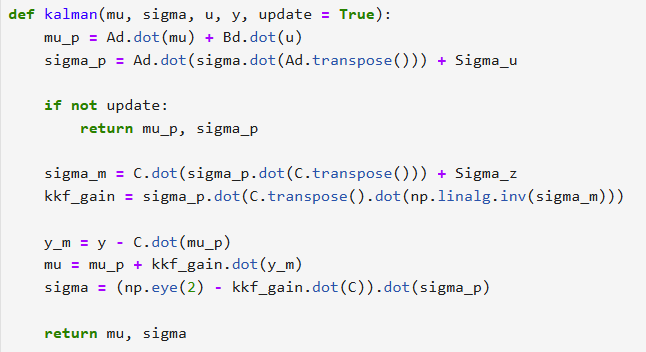 def kalman(mu, sigma, u, y, update = True):
    mu_p = Ad.dot(mu) + Bd.dot(u)
    sigma_p = Ad.dot(sigma.dot(Ad.transpose())) + Sigma_u
    if not update:
        return mu_p, sigma_p
    sigma_m = C.dot(sigma_p.dot(C.transpose())) + Sigma_z
    kkf_gain = sigma_p.dot(C.transpose().dot(np.linalg.inv(sigma_m)))
    y_m = y - C.dot(mu_p)
    mu = mu_p + kkf_gain.dot(y_m)
    sigma = (np.eye(2) - kkf_gain.dot(C)).dot(sigma_p)
    return mu, sigma